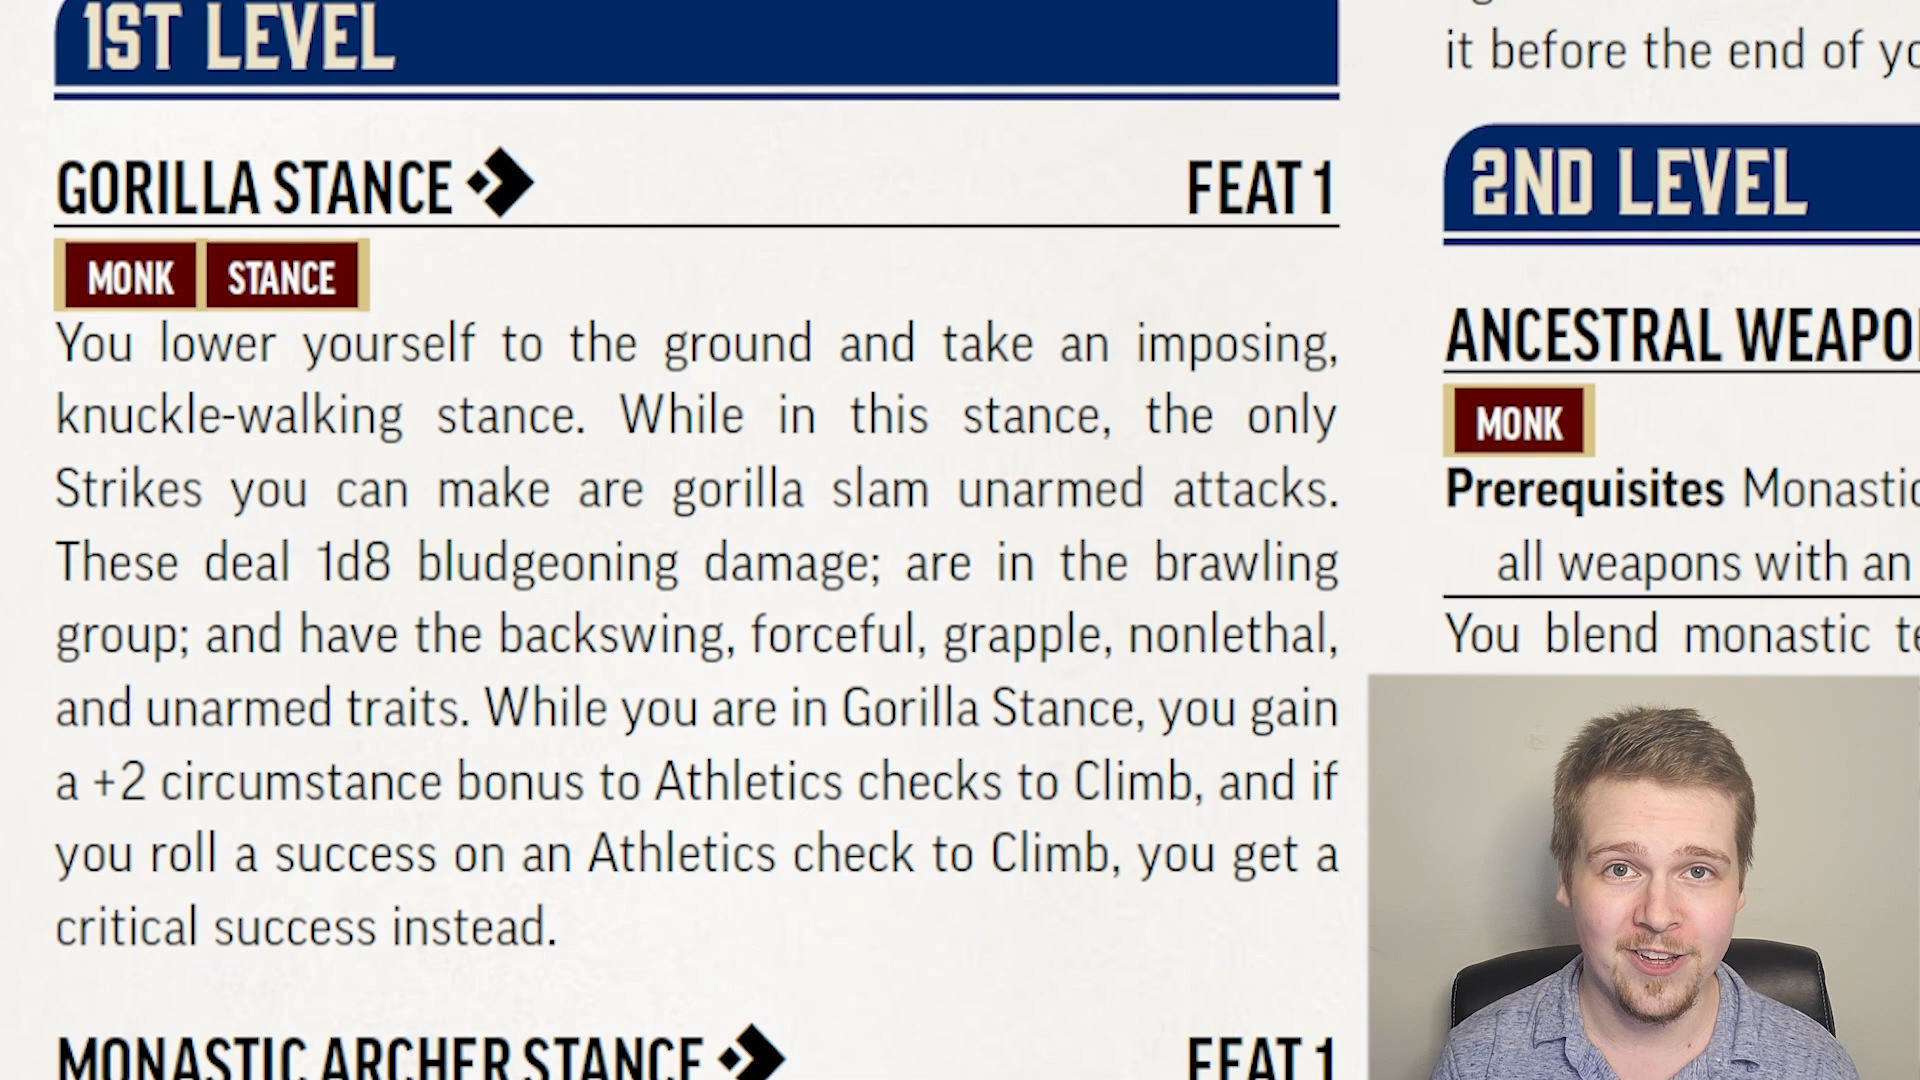 1ST LEVEL
GORILLA STANCE
FEAT 1
MONK
STANCE
You lower yourself to the ground and take an imposing,
knuckle-walking stance. While in this stance, the only
Strikes you can make are gorilla slam unarmed attacks.
These deal 1d8 bludgeoning damage; are in the brawling
group; and have the backswing, forceful, grapple, nonlethal,
and unarmed traits. While you are in Gorilla Stance, you gain
a +2 circumstance bonus to Athletics checks to Climb, and if
you roll a success on an Athletics check to Climb, you get a
critical success instead.
MONASTIC ARCHER STANCE
FEAT 1
it before the end of
2ND LEVEL
ANCESTRAL
MONK
Prerequisites
all weapons with an
You blend monastic